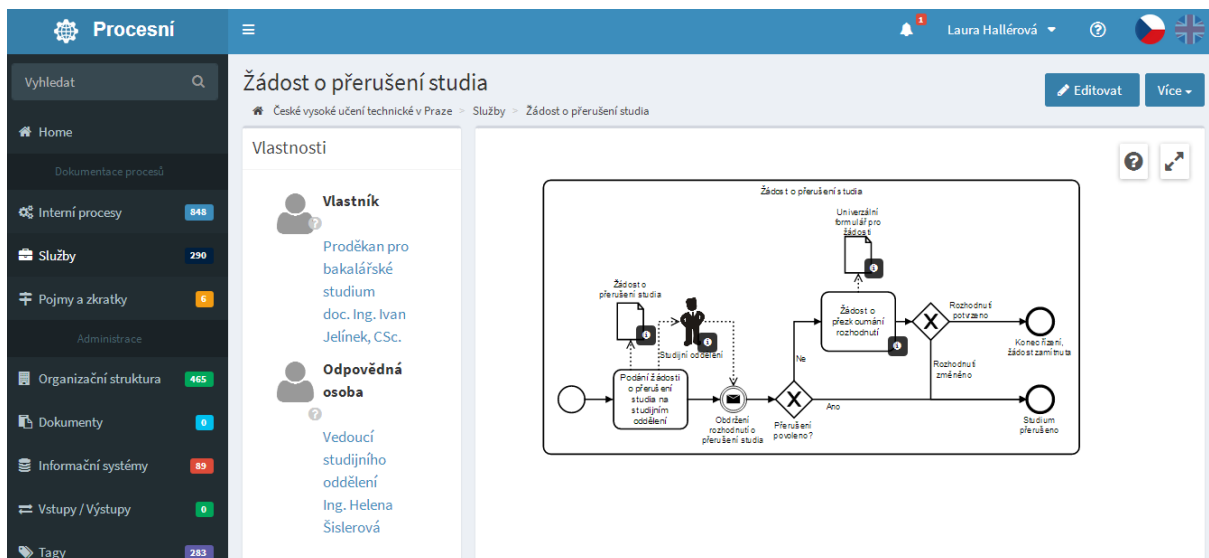 Procesní
1
Laura Hallérová
Vyhledat
Žádost o přerušení studia
Editovat
Více
České vysoké učení technické v Praze > Služby > Žádost o přerušení studia
Home
Vlastnosti
Dokumentace procesů
Interní procesy 848
Služby 290
Pojmy a zkratky 6
Administrace
Organizační struktura 465
Dokumenty 0
Informační systémy 89
Vstupy / Výstupy 0
Tagy 283
Vlastník
Proděkan pro
bakalářské
studium
doc. Ing. Ivan
Jelínek, CSc.
Odpovědná
osoba
Vedoucí
studijního
oddělení
Ing. Helena
Šislerová
Žádost o přerušení studia
Univerzální
formulář pro
žádosti
Žádost o
přerušení studia
Studijní oddělení
Podání žádosti
o přerušení
studia na
studijním
oddělení
Obdržení
rozhodnutí o
přerušení studia
Přerušení
povoleno?
Ne
Ano
Žádost o
přezkoumání
rozhodnutí
Rozhodnutí
potvrzeno
Konec řízení,
žádost zamítnuta
Rozhodnutí
změněno
Studium
přerušeno